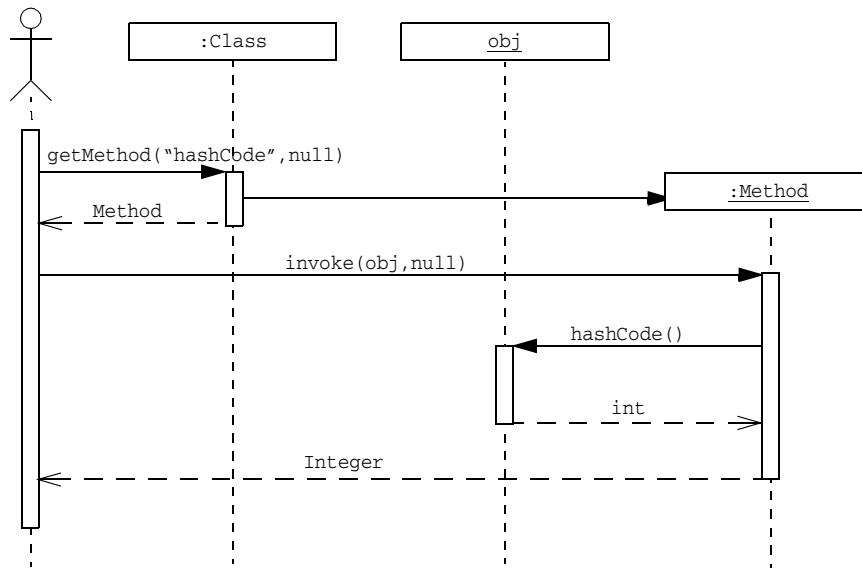 :Class
obj
getMethod(“hashCode”,null)
:Method
Method
invoke(obj,null)
hashCode()
int
Integer